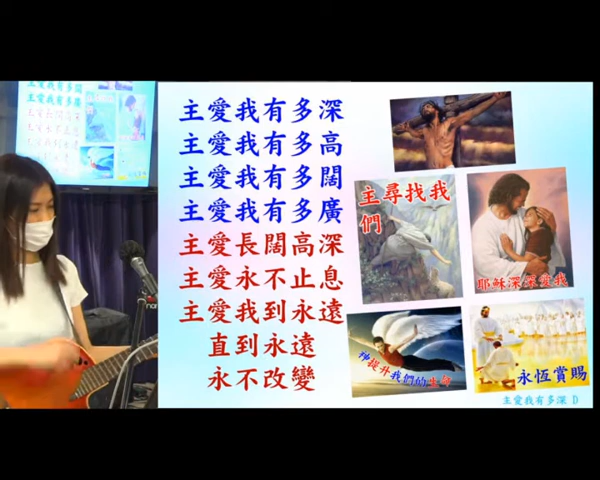 主愛我有多深
主愛我有多高
主愛我有多闊
主愛我有多廣
主愛長闊高深
主愛永不止息
主愛我到永遠
直到永遠
永不改變
主尋找我
們
耶穌深深愛我
神提升我們的生命
永恆賞賜
主愛我有多深 D